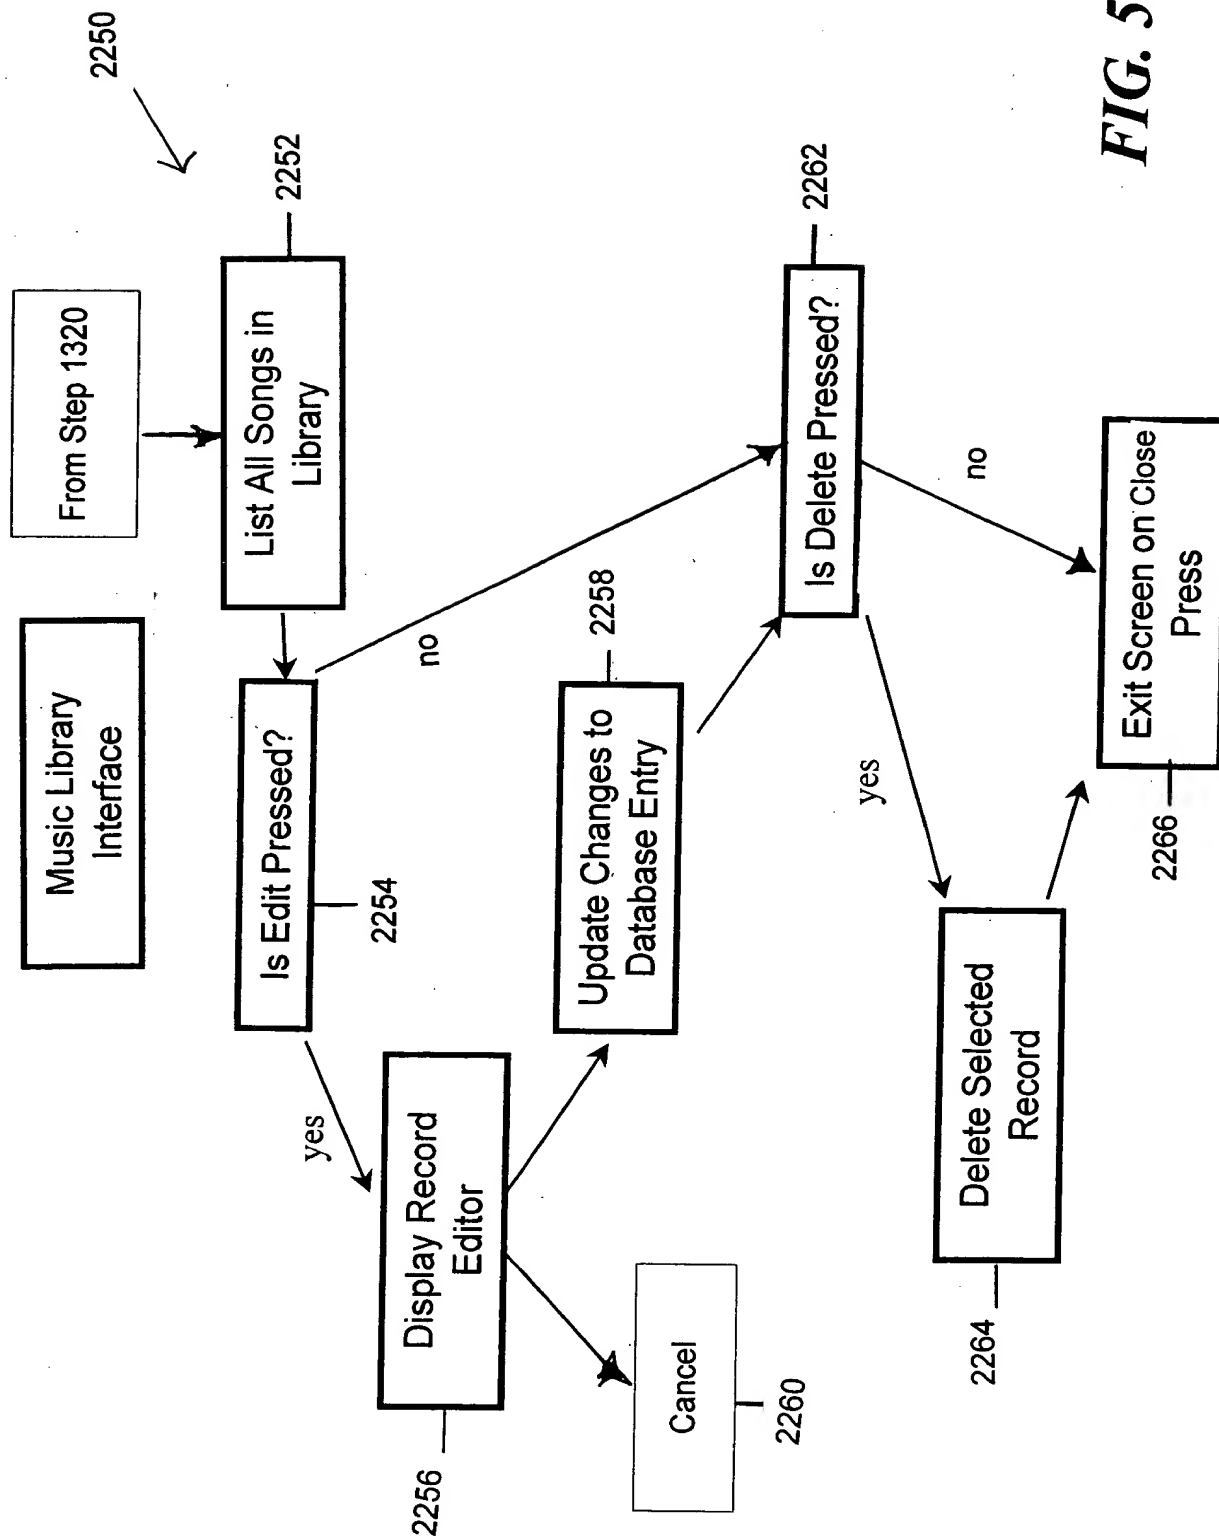 2250
Music Library
Interface
From Step 1320
List All Songs in
Library
2252
Is Edit Pressed?
2254
yes
no
2256
Display Record
Editor
Update Changes to
Database Entry
2258
Cancel
2260
Is Delete Pressed?
2262
yes
no
2264
Delete Selected
Record
Exit Screen on Close
Press
2266
FIG. 5